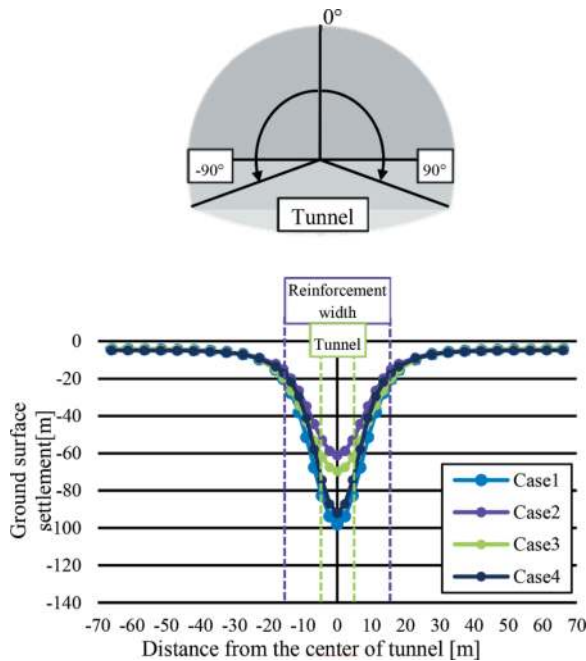 0°
-90°
90°
Tunnel
Reinforcement
width
Tunnel
0
-20
-40
-60
-80
-100
-120
-140
Ground surface
settlement[m]
Case1
Case2
Case3
Case4
-70 -60 -50 -40 -30 -20 -10 0 10 20 30 40 50 60 70
Distance from the center of tunnel [m]